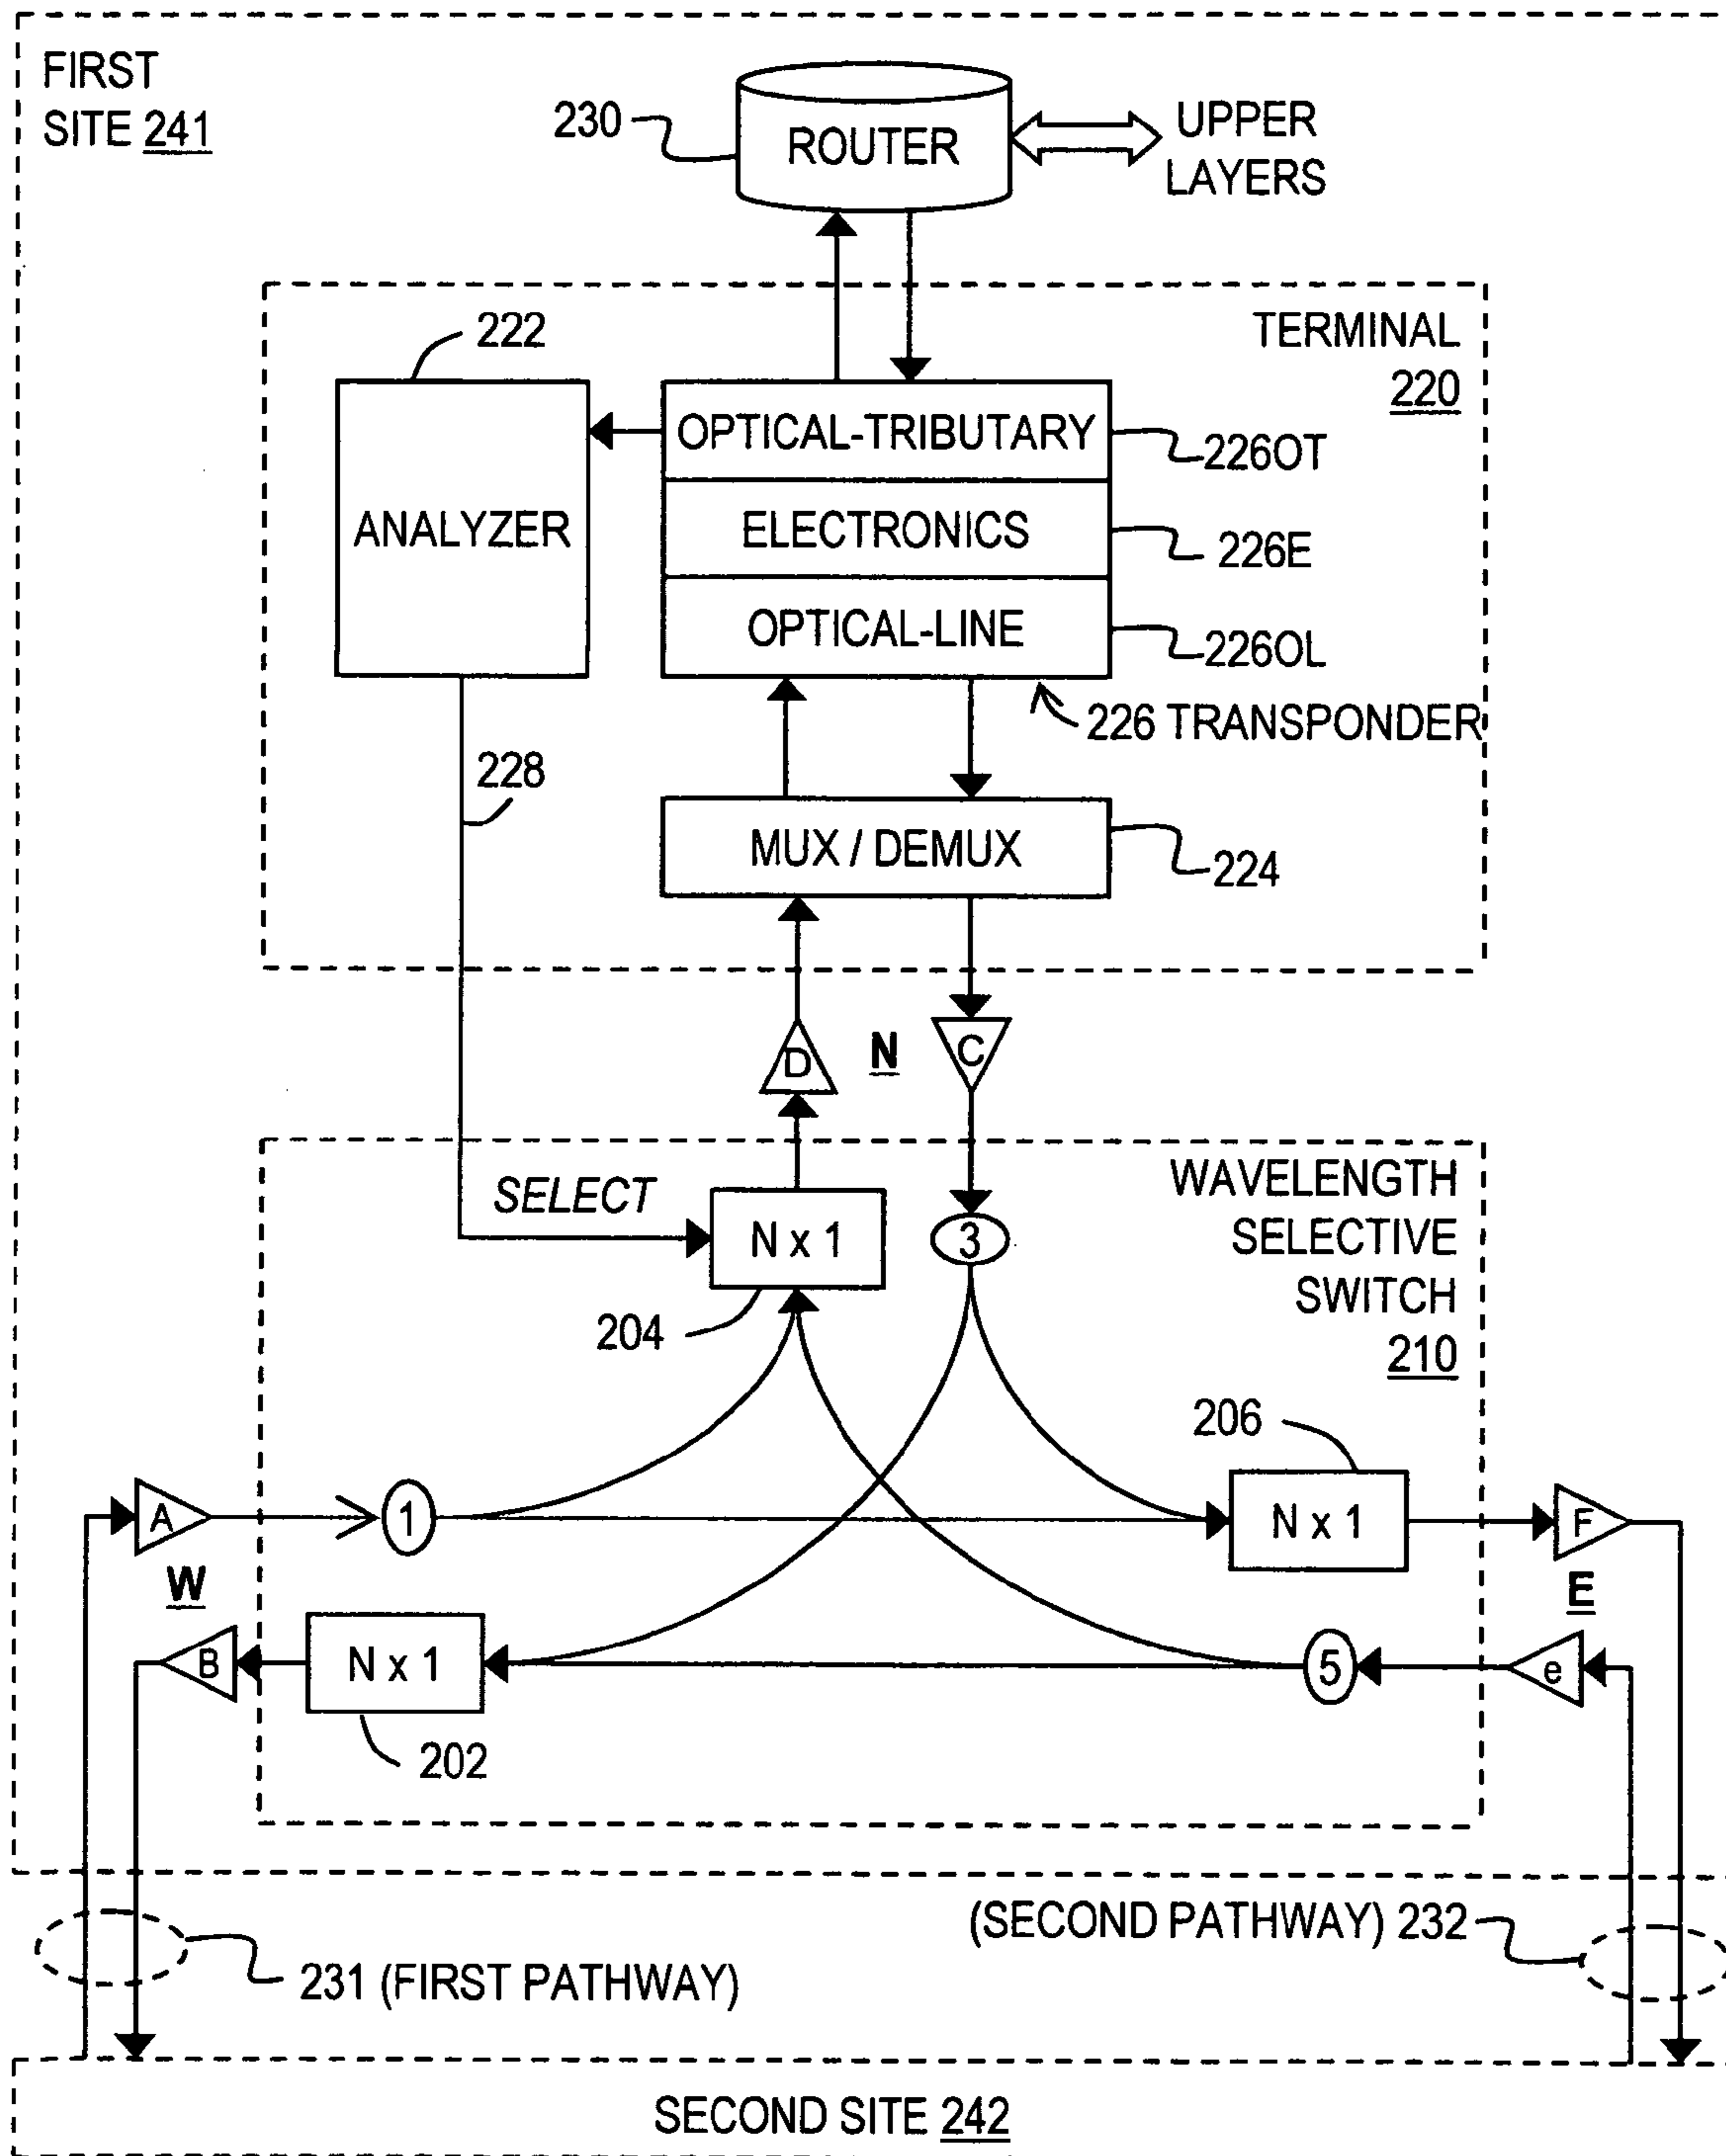 FIRST
SITE 241
230
ROUTER
UPPER
LAYERS
TERMINAL
220
222
ANALYZER
OPTICAL-TRIBUTARY
226OT
ELECTRONICS
226E
OPTICAL-LINE
226OL
226 TRANSPONDER
228
MUX / DEMUX
224
D
N
C
SELECT
N x 1
204
3
WAVELENGTH
SELECTIVE
SWITCH
210
206
A
1
N x 1
F
W
E
B
N x 1
5
e
202
(SECOND PATHWAY) 232
231 (FIRST PATHWAY)
SECOND SITE 242